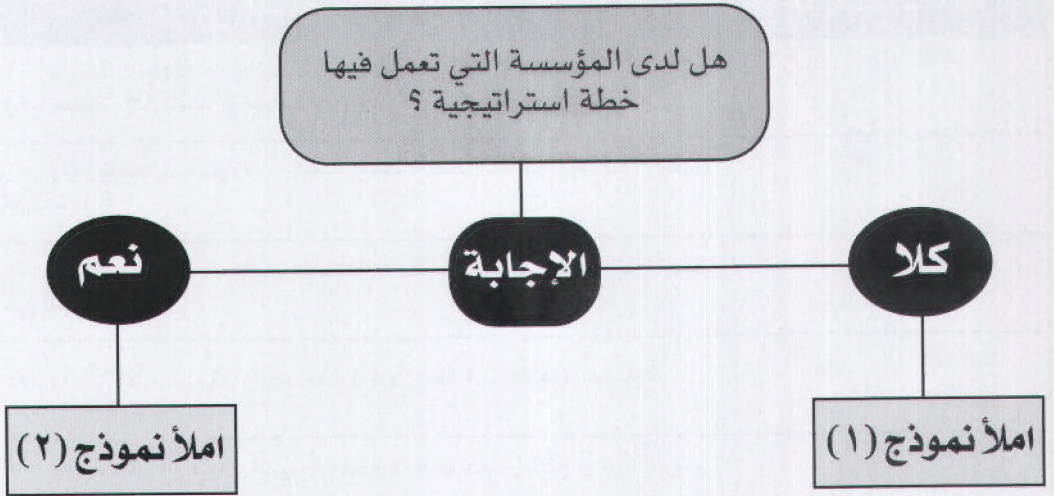 هل لدى المؤسسة التي تعمل فيها
خطة استراتيجية ؟
كلا
الإجابة
نعم
املأ نموذج (١)
املأ نموذج (٢)